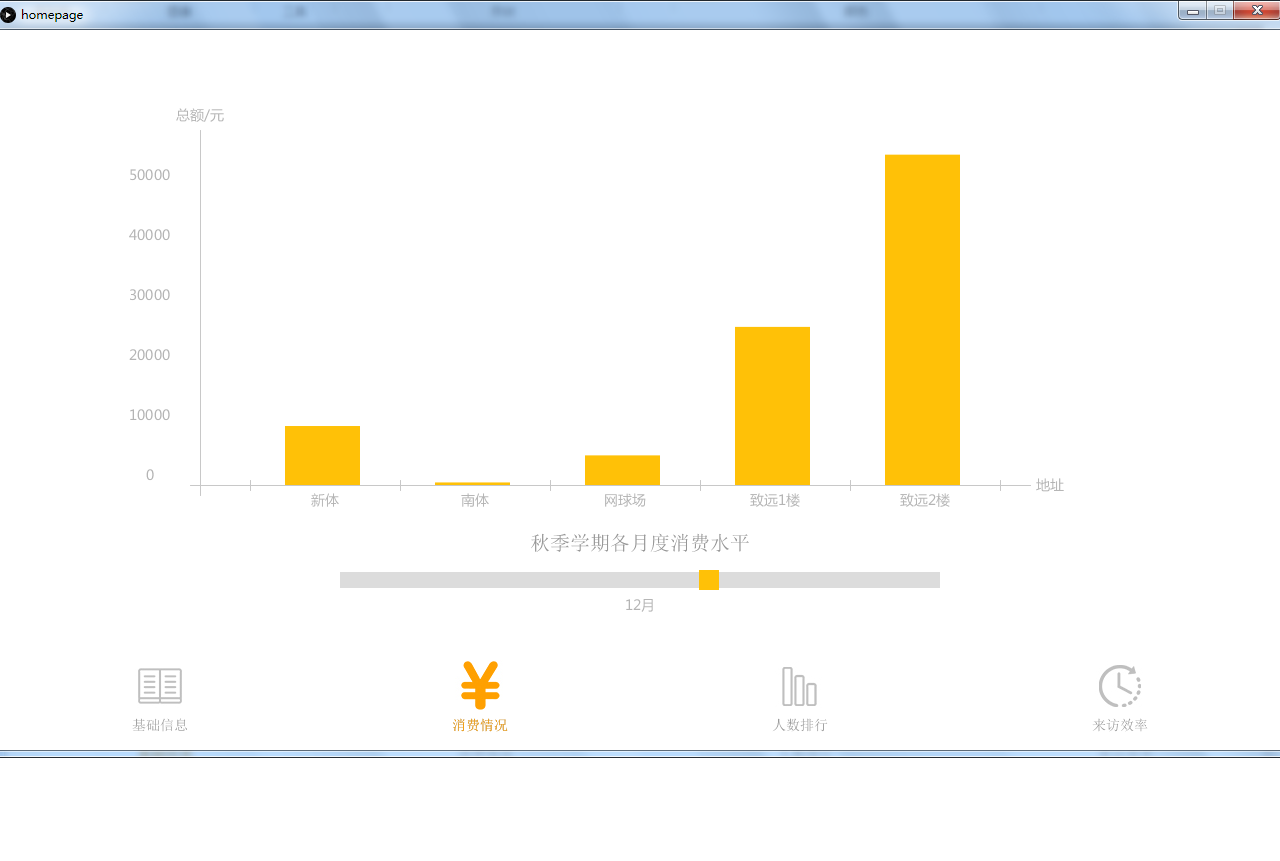 homepage
总额/元
50000
40000
30000
20000
10000
0
新体 南体 网球场 致远1楼 致远2楼 地址
秋季学期各月度消费水平
12月
基础信息 消费情况 人数排行 来访效率